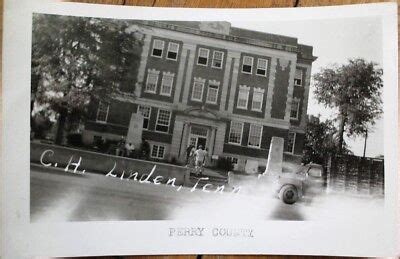 C.H. Linden, Tenn.
PERRY COUNTY